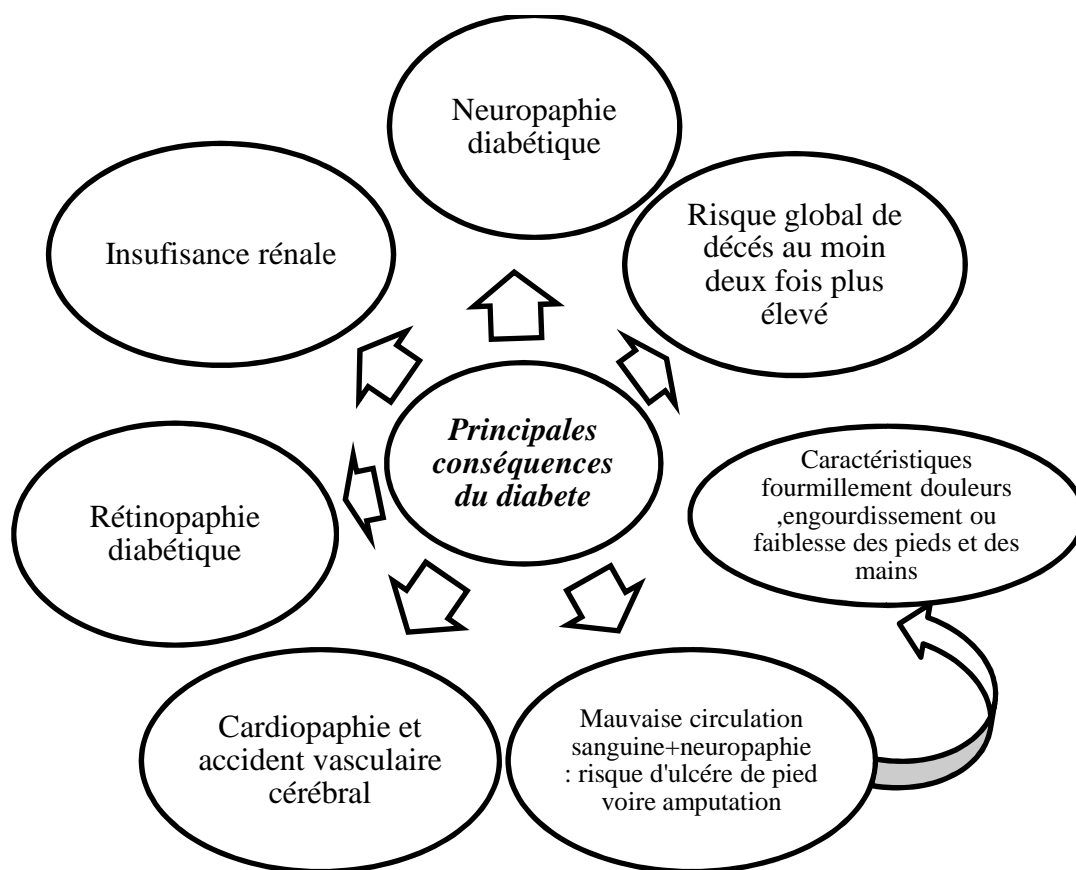 Neuropaphie
diabétique
Insufisance rénale
Risque global de
décés au moin
deux fois plus
élevé
Principales
conséquences
du diabete
Caractéristiques
fourmillement douleurs
,engourdissement ou
faiblesse des pieds et des
mains
Rétinopaphie
diabétique
Cardiopaphie et
accident vasculaire
cérébral
Mauvaise circulation
sanguine+neuropaphie
: risque d'ulcére de pied
voire amputation